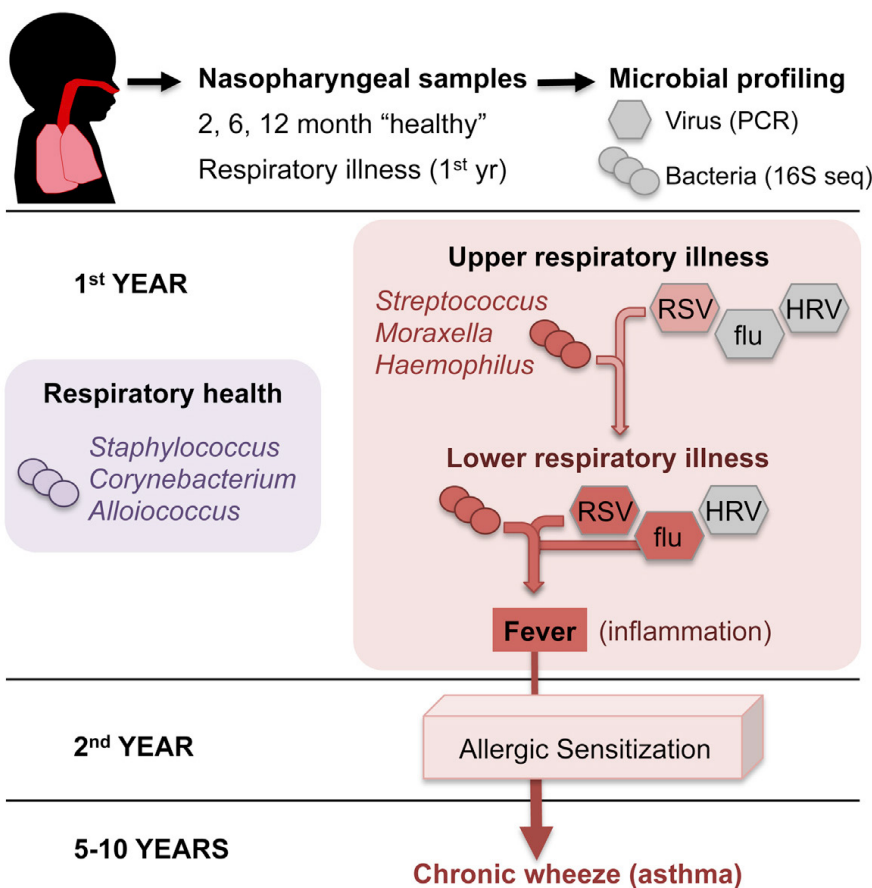 Nasopharyngeal samples
2, 6, 12 month “healthy”
Respiratory illness (1st yr)
Microbial profiling
Virus (PCR)
Bacteria (16S seq)
1st YEAR
Upper respiratory illness
Streptococcus
Moraxella
Haemophilus
RSV
flu
HRV
Respiratory health
Staphylococcus
Corynebacterium
Alloiococcus
Lower respiratory illness
RSV
flu
HRV
Fever (inflammation)
2nd YEAR
Allergic Sensitization
5-10 YEARS
Chronic wheeze (asthma)